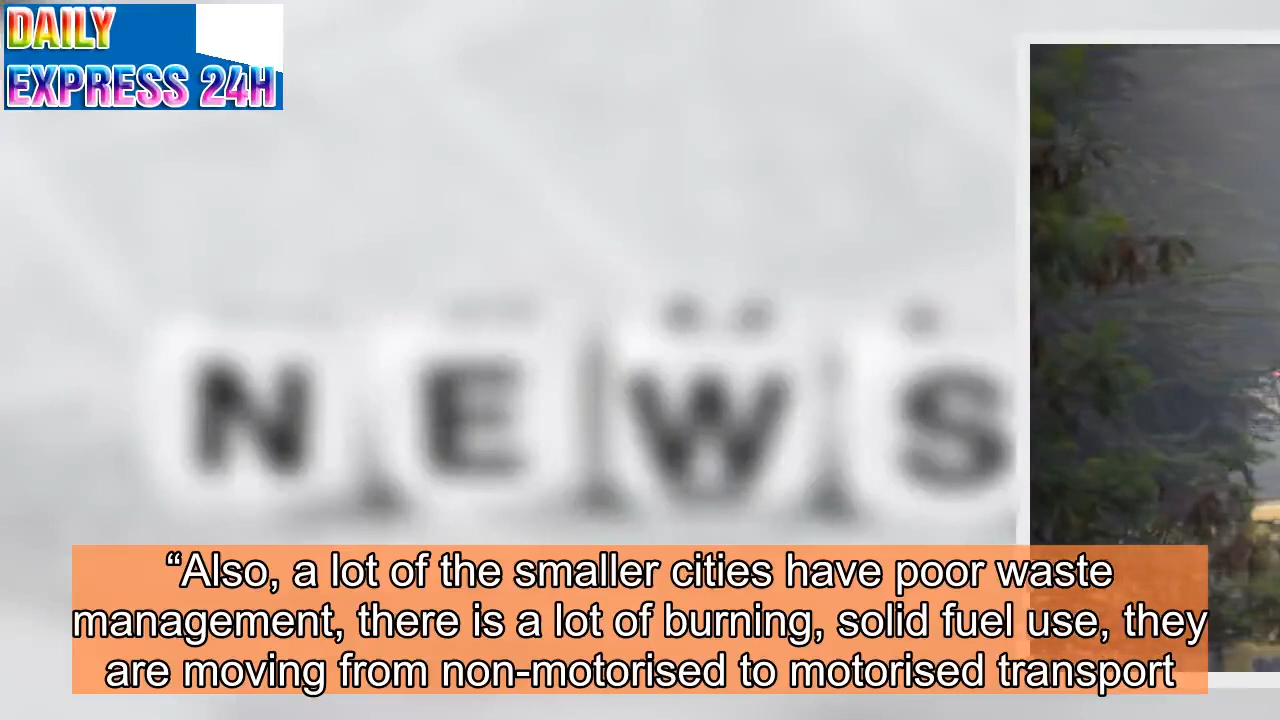 DAILY
EXPRESS 24H
N E W S
“Also, a lot of the smaller cities have poor waste
management, there is a lot of burning, solid fuel use, they
are moving from non-motorised to motorised transport